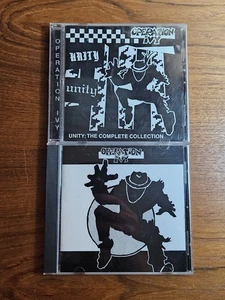 OPERATION IVY
OPERATION
IVY
UNITY
unity
UNITY: THE COMPLETE COLLECTION
OPERATION
IVY